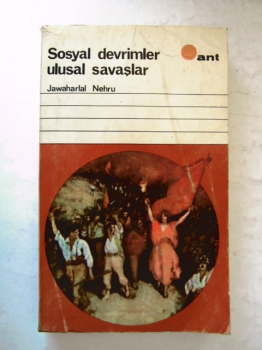 Sosyal devrimler
ulusal savaşlar
ant
Jawaharlal Nehru